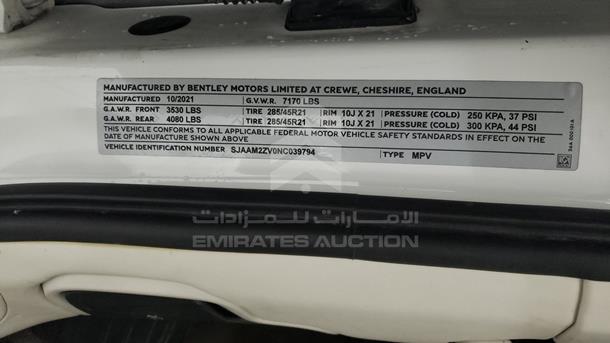 MANUFACTURED BY BENTLEY MOTORS LIMITED AT CREWE, CHESHIRE, ENGLAND
MANUFACTURED 10/2021 G.V.W.R. 7170 LBS
G.A.W.R. FRONT 3530 LBS TIRE 285/45R21 RIM 10J X 21 PRESSURE (COLD) 250 KPA, 37 PSI
G.A.W.R. REAR 4080 LBS TIRE 285/45R21 RIM 10J X 21 PRESSURE (COLD) 300 KPA, 44 PSI
THIS VEHICLE CONFORMS TO ALL APPLICABLE FEDERAL MOTOR VEHICLE SAFETY STANDARDS IN EFFECT ON THE
DATE OF MANUFACTURE SHOWN ABOVE
VEHICLE IDENTIFICATION NUMBER SJAAM2ZV0NC039794 TYPE MPV
الامارات للمزادات
EMIRATES AUCTION